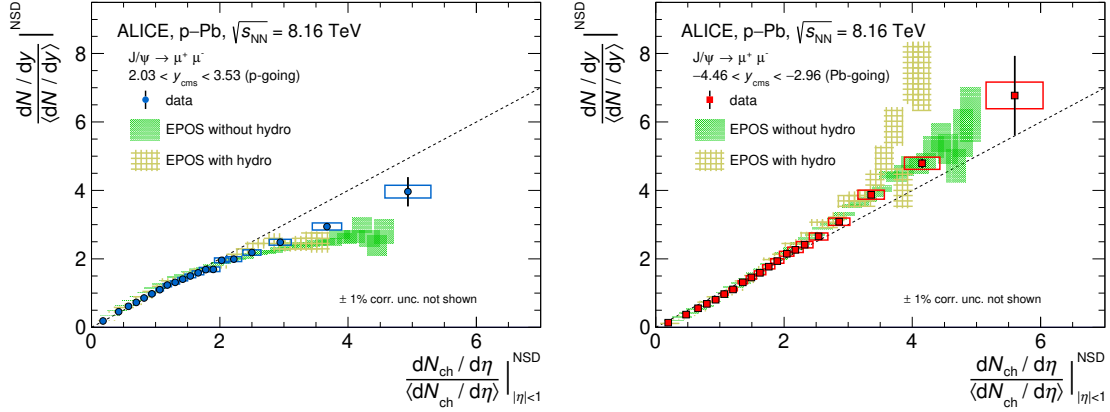 ALICE, p–Pb, √s_NN = 8.16 TeV
J/ψ → μ⁺ μ⁻
2.03 < y_cms < 3.53 (p-going)
data
EPOS without hydro
EPOS with hydro
± 1% corr. unc. not shown
dN / dy
⟨dN / dy⟩
NSD
8
6
4
2
0
0 2 4 6
dN_ch / dη
⟨dN_ch / dη⟩
NSD
|η|<1
ALICE, p–Pb, √s_NN = 8.16 TeV
J/ψ → μ⁺ μ⁻
−4.46 < y_cms < −2.96 (Pb-going)
data
EPOS without hydro
EPOS with hydro
± 1% corr. unc. not shown
dN / dy
⟨dN / dy⟩
NSD
8
6
4
2
0
0 2 4 6
dN_ch / dη
⟨dN_ch / dη⟩
NSD
|η|<1